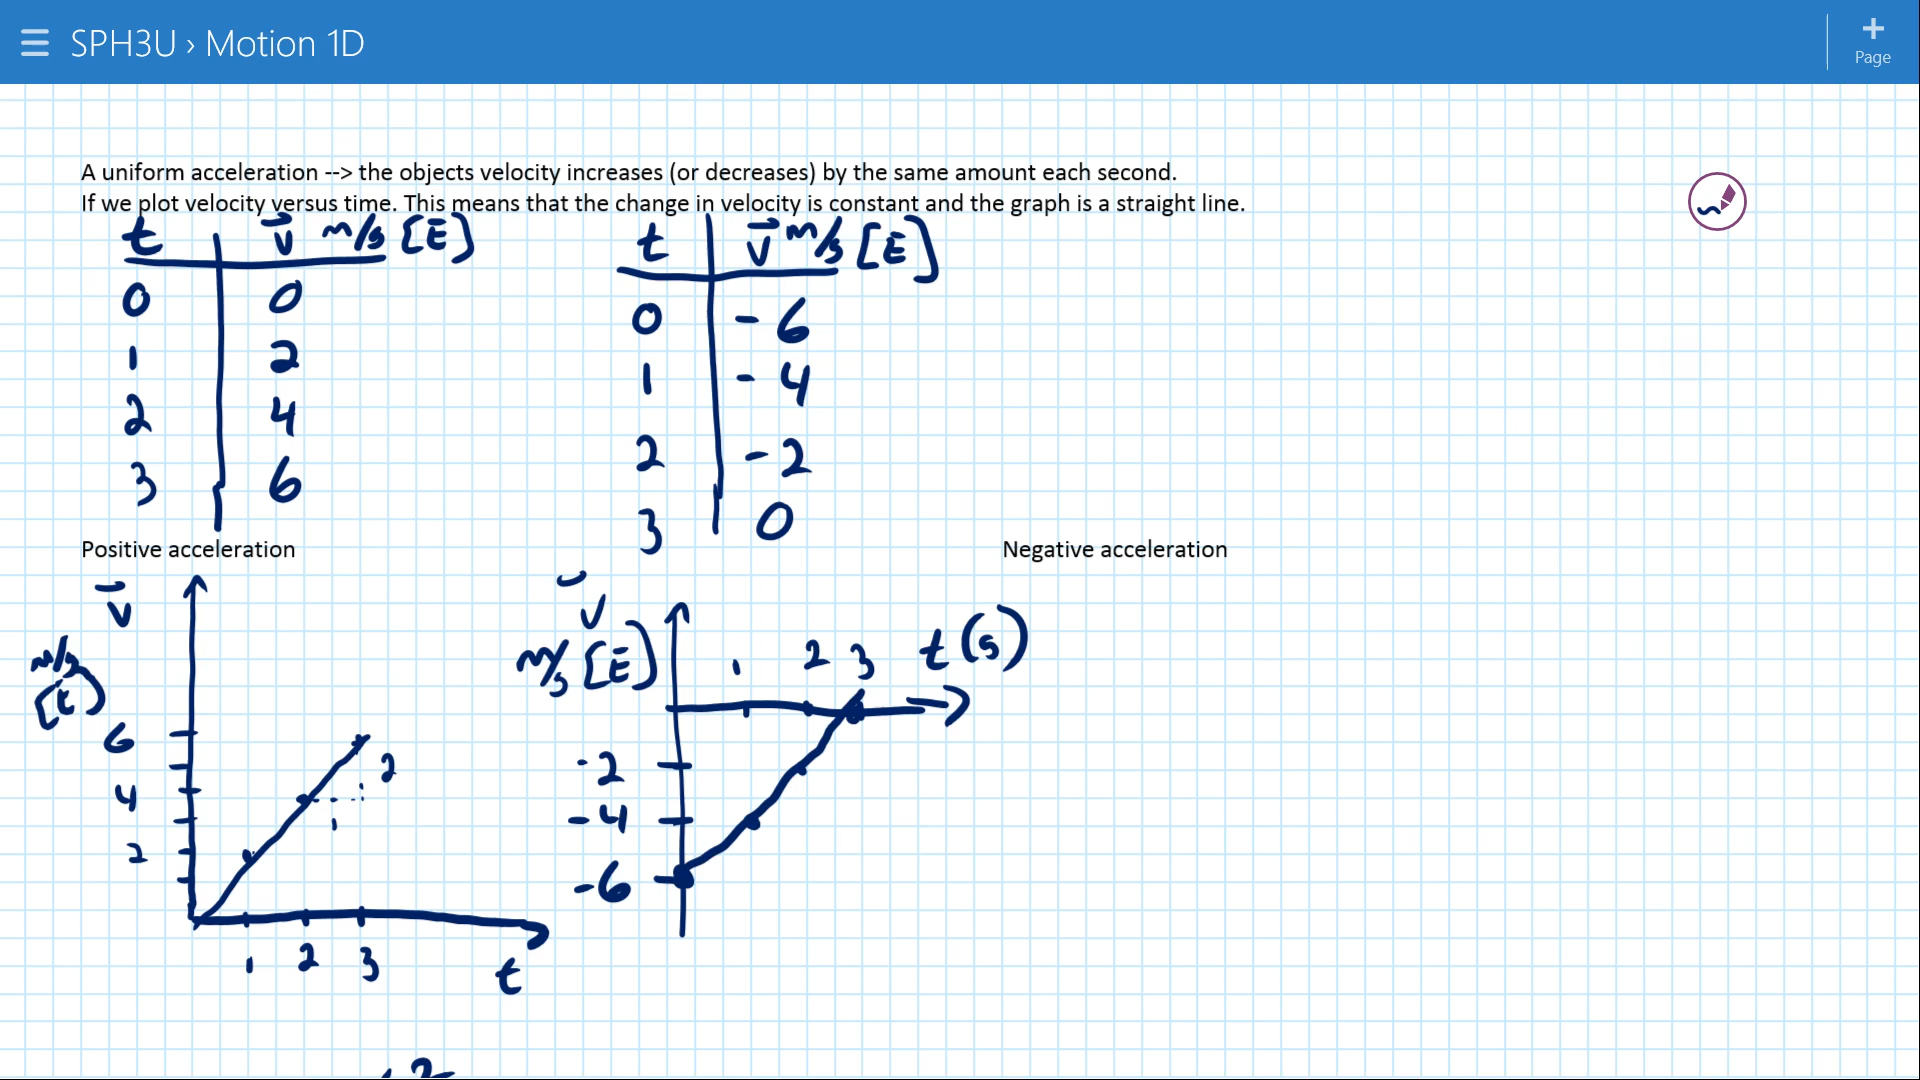 SPH3U › Motion 1D
+
Page
A uniform acceleration --> the objects velocity increases (or decreases) by the same amount each second.
If we plot velocity versus time. This means that the change in velocity is constant and the graph is a straight line.
t v m/s [E]
0 0
1 2
2 4
3 6
t v m/s [E]
0 -6
1 -4
2 -2
3 0
Positive acceleration
Negative acceleration
v
m/s
[E]
6
4
2
2
1
1 2 3 t
v
m/s [E]
1 2 3 t(s)
-2
-4
-6